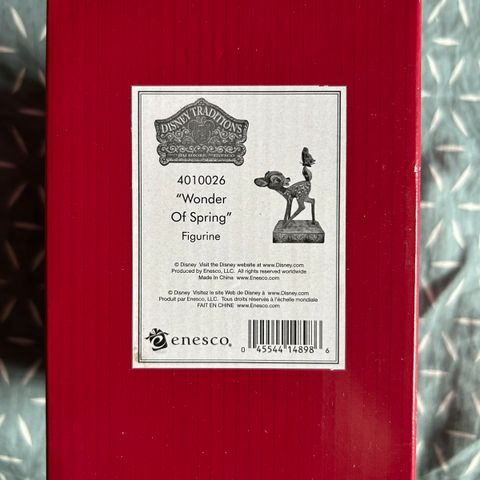 DISNEY TRADITIONS
JIM SHORE ENESCO
4010026
“Wonder
Of Spring”
Figurine
© Disney Visit the Disney website at www.Disney.com
Produced by Enesco, LLC. All rights reserved worldwide
Made in China
© Disney Visitez le site Web de Disney à www.Disney.com
Produit par Enesco, LLC. Tous droits réservés à l'échelle mondiale
FAIT EN CHINE www.Enesco.com
enesco.
0 45544 14898 6